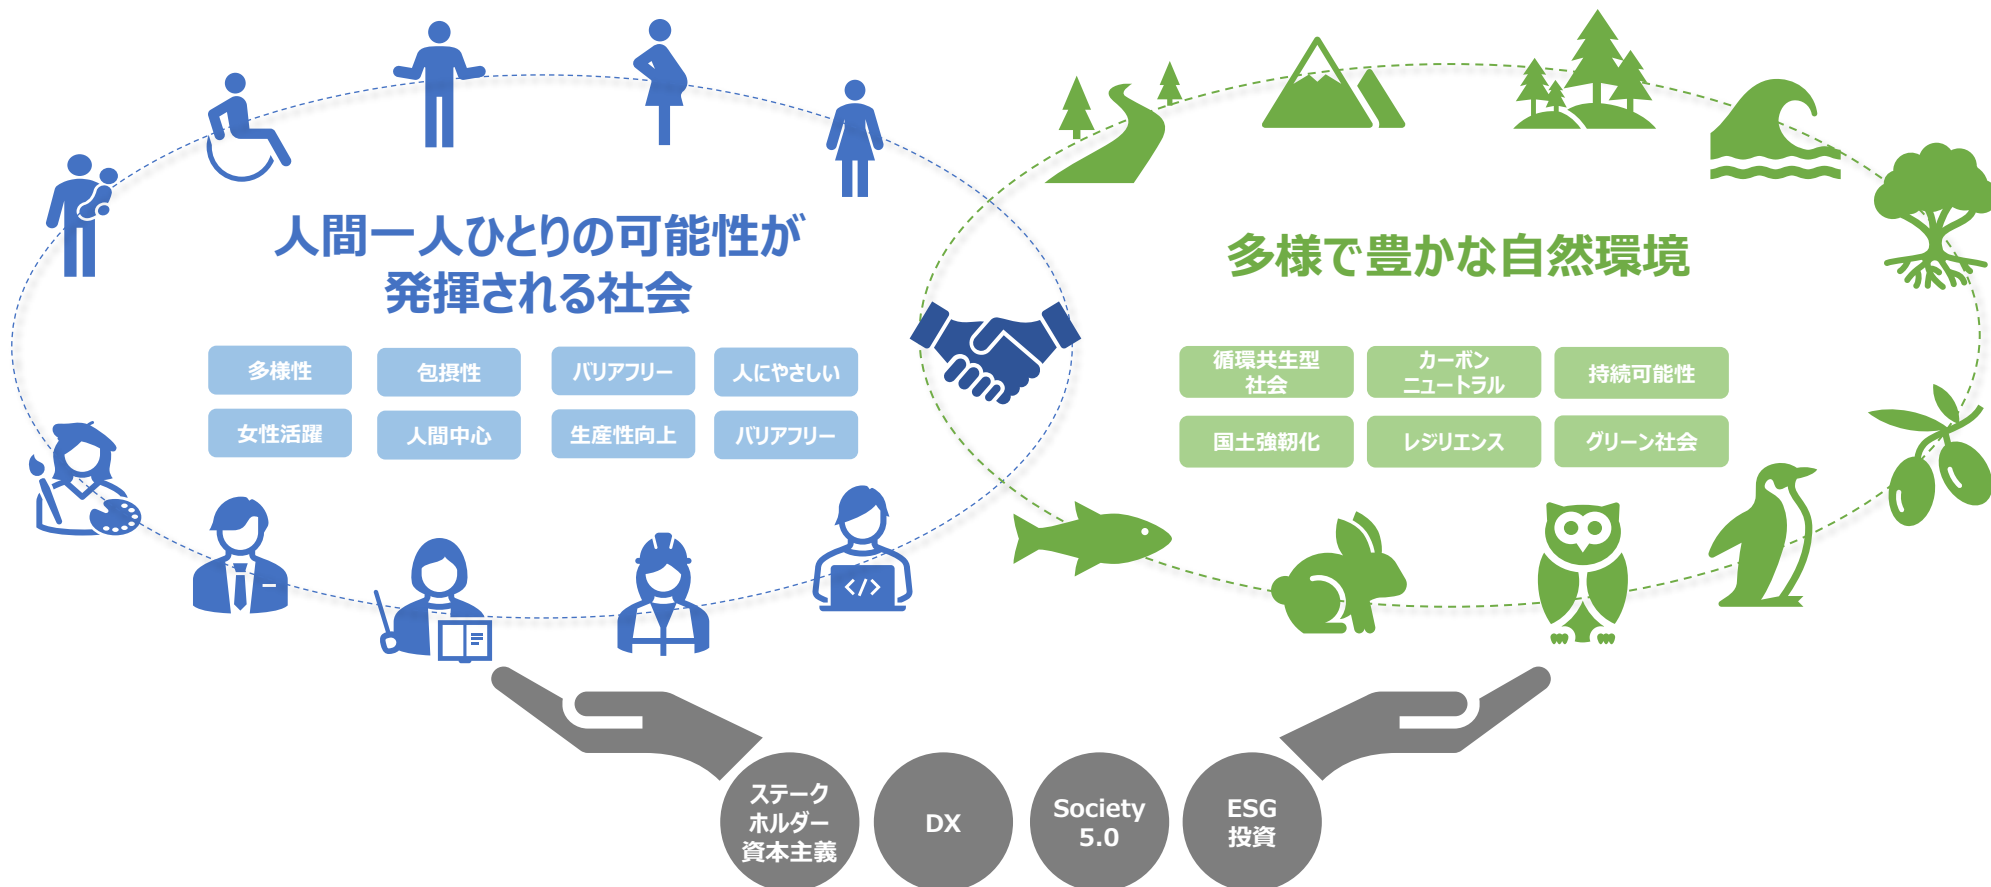 人間一人ひとりの可能性が
発揮される社会
多様性
包摂性
バリアフリー
人にやさしい
女性活躍
人間中心
生産性向上
バリアフリー
多様で豊かな自然環境
循環共生型
社会
カーボン
ニュートラル
持続可能性
国土強靭化
レジリエンス
グリーン社会
</>
ステーク
ホルダー
資本主義
DX
Society
5.0
ESG
投資